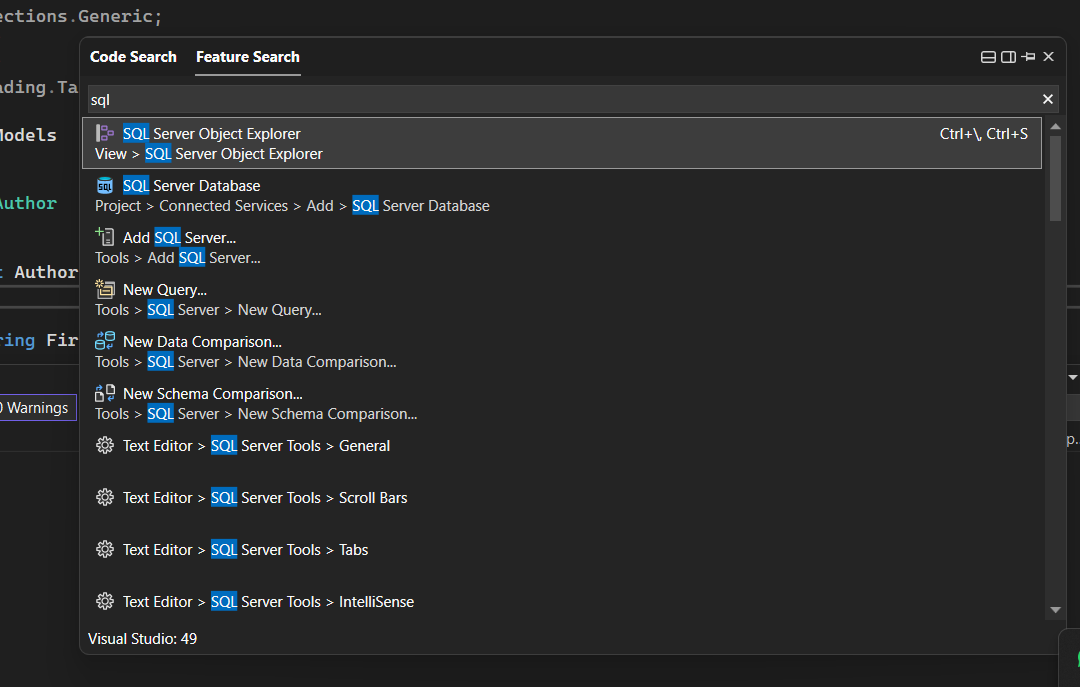 ections.Generic;
Code Search Feature Search
ading.Ta
sql
Models
SQL Server Object Explorer Ctrl+\, Ctrl+S
View > SQL Server Object Explorer
SQL Server Database
Project > Connected Services > Add > SQL Server Database
Author
Add SQL Server...
Tools > Add SQL Server...
Author
New Query...
Tools > SQL Server > New Query...
ring Fir
New Data Comparison...
Tools > SQL Server > New Data Comparison...
New Schema Comparison...
0 Warnings
Tools > SQL Server > New Schema Comparison...
Text Editor > SQL Server Tools > General
p..
Text Editor > SQL Server Tools > Scroll Bars
Text Editor > SQL Server Tools > Tabs
Text Editor > SQL Server Tools > IntelliSense
Visual Studio: 49